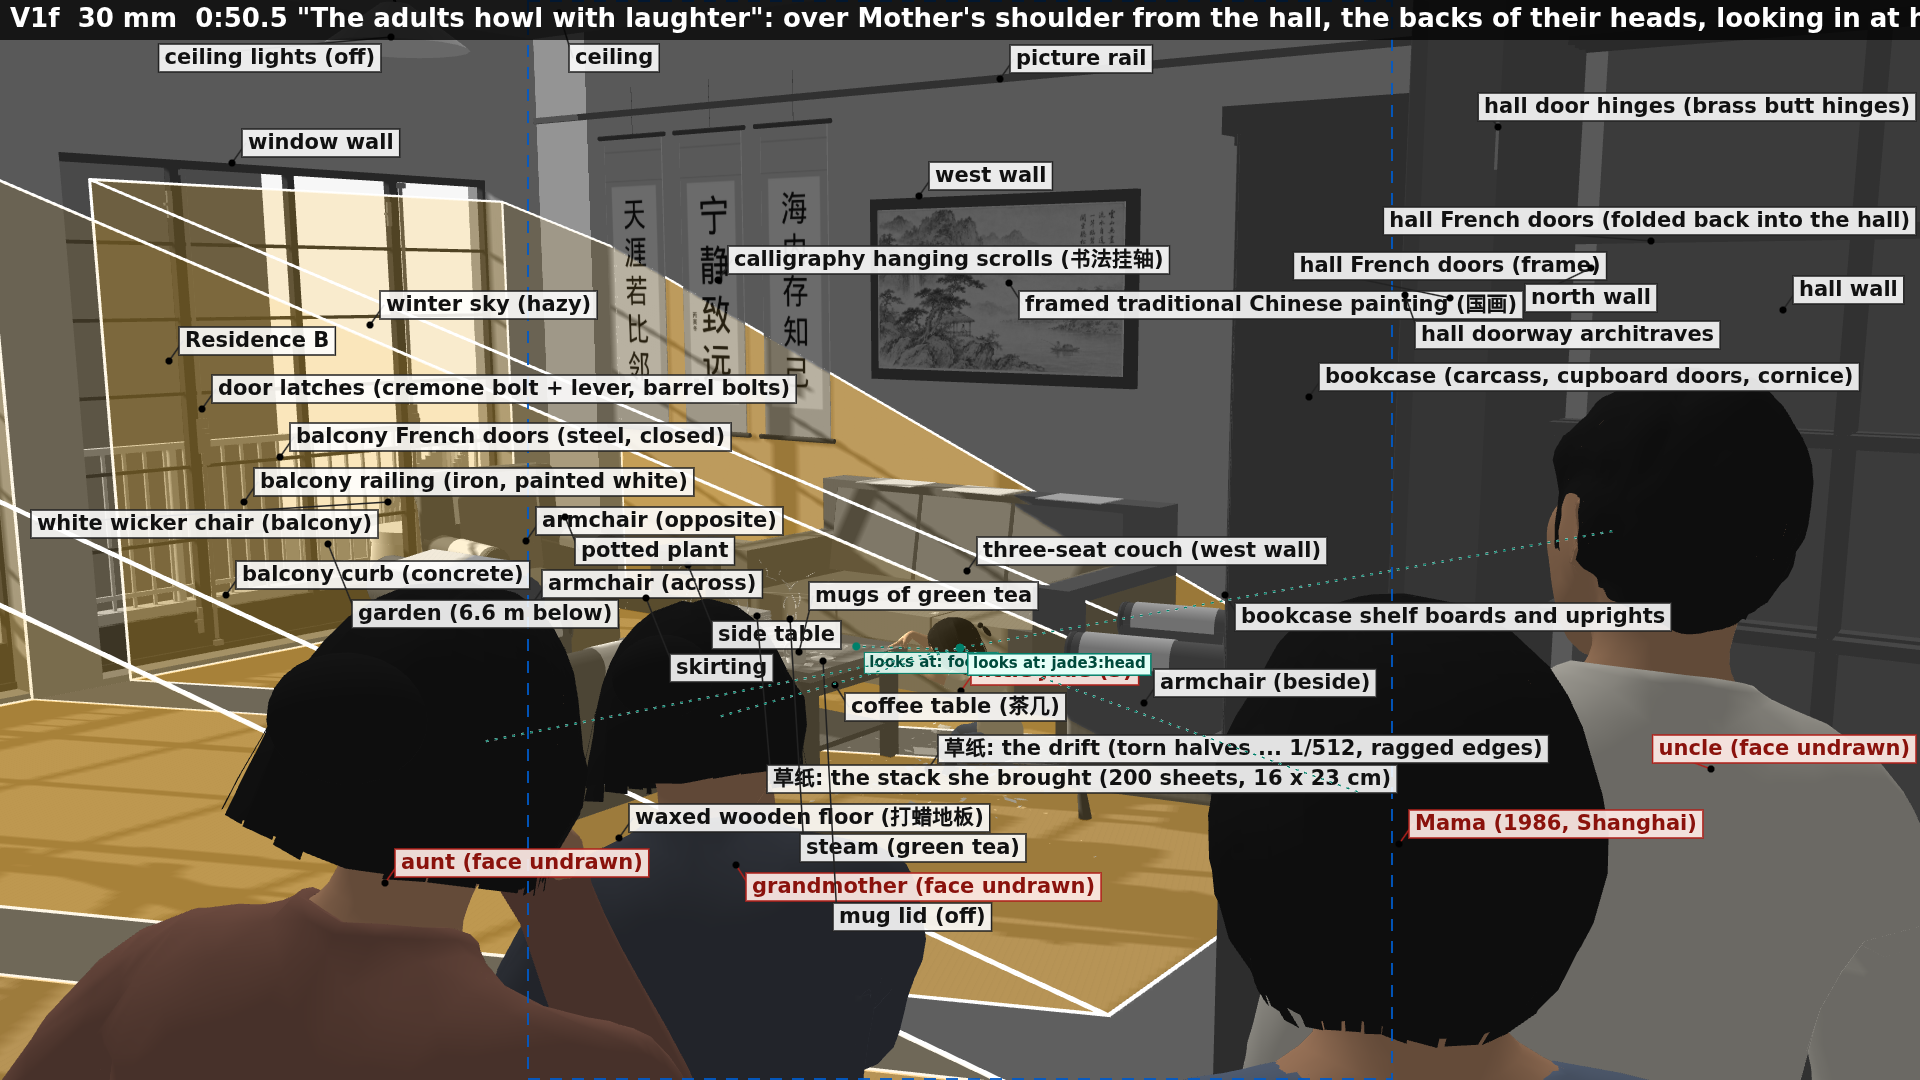 V1f 30 mm 0:50.5 "The adults howl with laughter": over Mother's shoulder from the hall, the backs of their heads, looking in at h
ceiling lights (off)
ceiling
picture rail
hall door hinges (brass butt hinges)
window wall
west wall
hall French doors (folded back into the hall)
calligraphy hanging scrolls (书法挂轴)
hall French doors (frame)
winter sky (hazy)
framed traditional Chinese painting (国画)
north wall
hall wall
Residence B
hall doorway architraves
door latches (cremone bolt + lever, barrel bolts)
bookcase (carcass, cupboard doors, cornice)
balcony French doors (steel, closed)
balcony railing (iron, painted white)
white wicker chair (balcony)
armchair (opposite)
potted plant
three-seat couch (west wall)
balcony curb (concrete)
armchair (across)
mugs of green tea
garden (6.6 m below)
bookcase shelf boards and uprights
side table
looks at: foo
looks at: jade3:head
skirting
armchair (beside)
coffee table (茶几)
草纸: the drift (torn halves ... 1/512, ragged edges)
uncle (face undrawn)
草纸: the stack she brought (200 sheets, 16 x 23 cm)
waxed wooden floor (打蜡地板)
Mama (1986, Shanghai)
steam (green tea)
aunt (face undrawn)
grandmother (face undrawn)
mug lid (off)
天涯若比邻
宁静致远
海内存知己